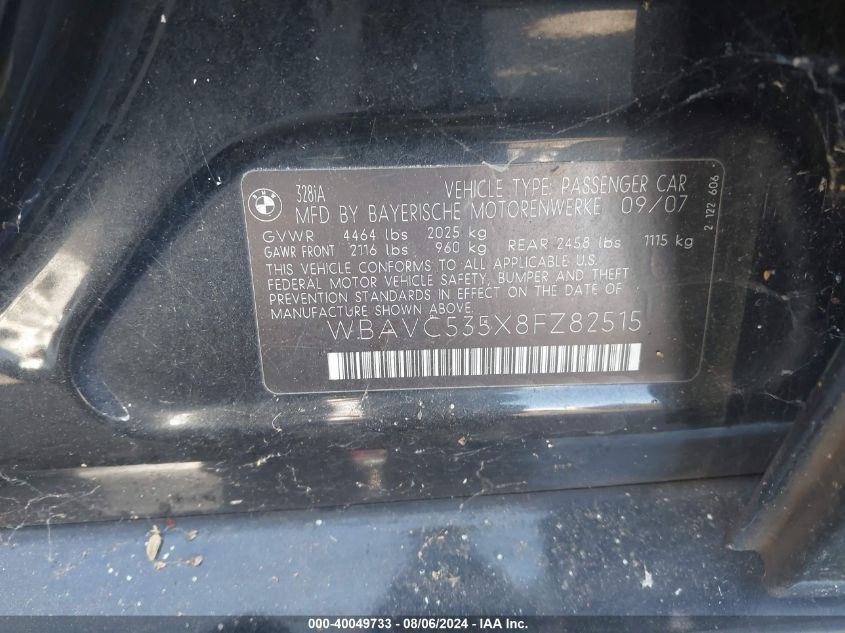 BMW
328iA VEHICLE TYPE: PASSENGER CAR
MFD BY BAYERISCHE MOTORENWERKE 09/07
GVWR 4464 lbs 2025 kg
GAWR FRONT 2116 lbs 960 kg REAR 2458 lbs 1115 kg
THIS VEHICLE CONFORMS TO ALL APPLICABLE U.S.
FEDERAL MOTOR VEHICLE SAFETY, BUMPER AND THEFT
PREVENTION STANDARDS IN EFFECT ON THE DATE OF
MANUFACTURE SHOWN ABOVE.
WBAVC535X8FZ82515
2 122 606
000-40049733 - 08/06/2024 - IAA Inc.